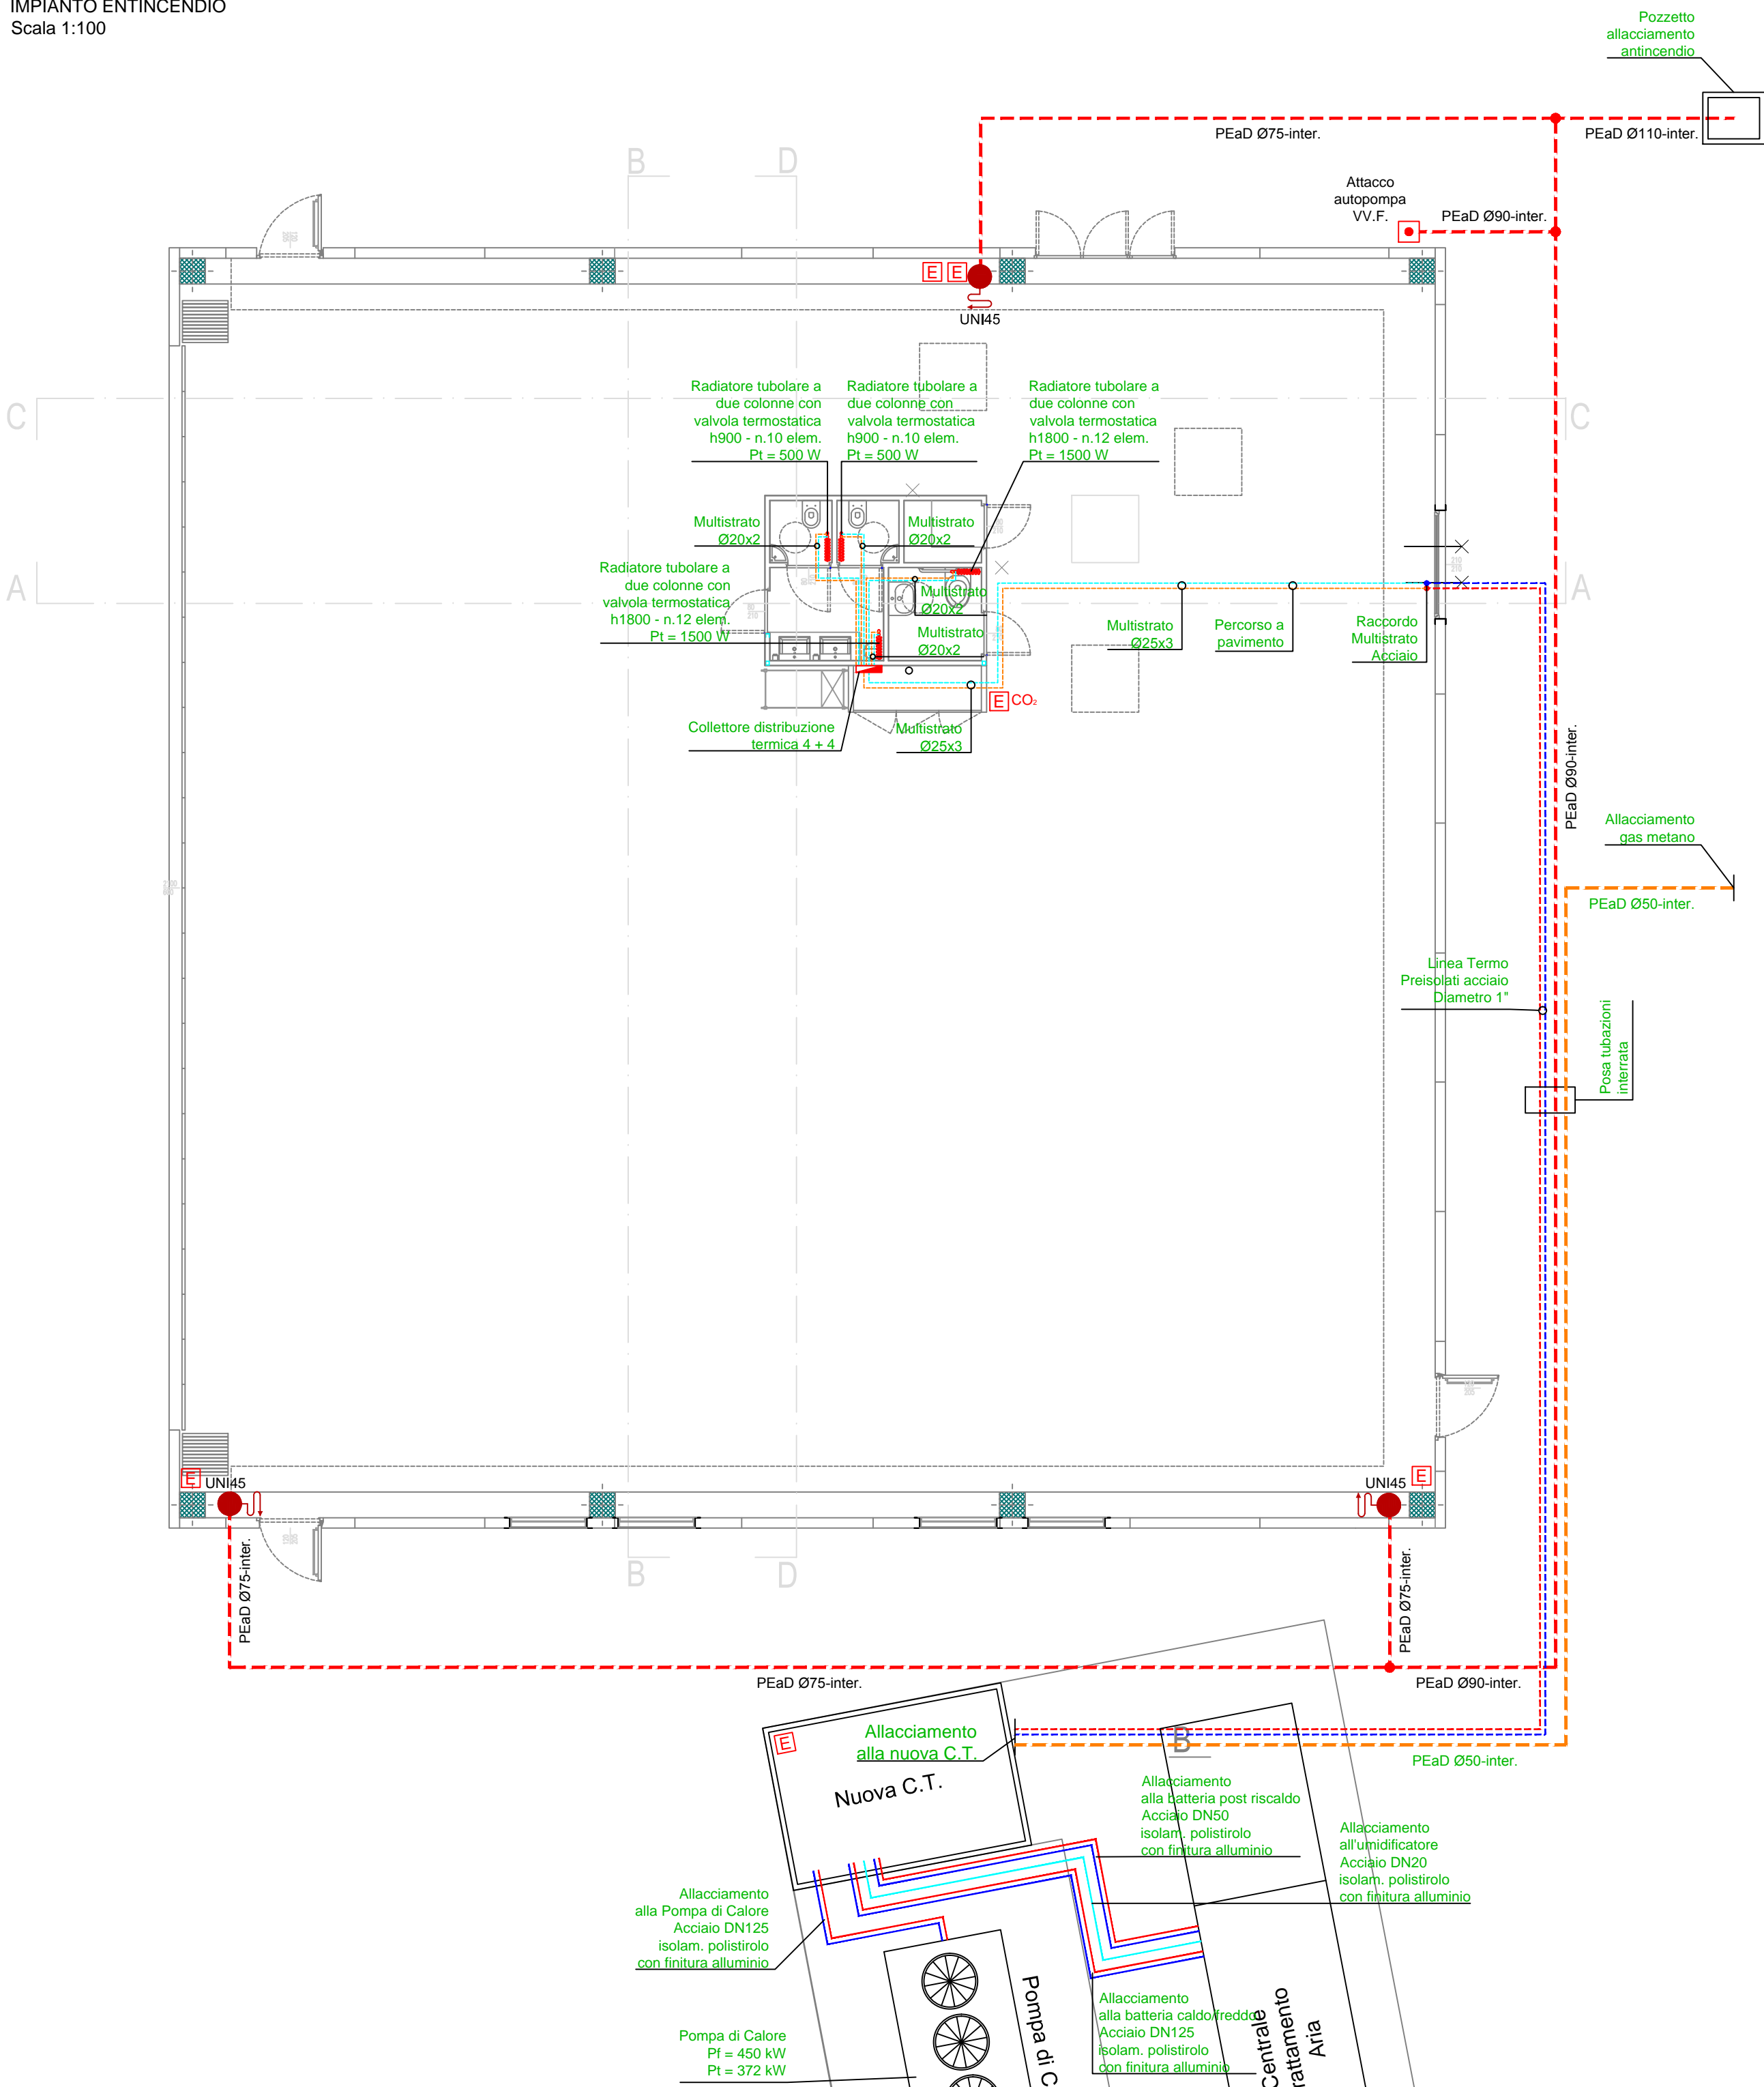 IMPIANTO ENTINCENDIO
Scala 1:100
Pozzetto
allacciamento
antincendio
PEaD Ø75-inter.
PEaD Ø110-inter.
B
D
Attacco
autopompa
VV.F.
PEaD Ø90-inter.
E
E
UNI45
C
C
Radiatore tubolare a
due colonne con
valvola termostatica
h900 - n.10 elem.
Pt = 500 W
Radiatore tubolare a
due colonne con
valvola termostatica
h900 - n.10 elem.
Pt = 500 W
Radiatore tubolare a
due colonne con
valvola termostatica
h1800 - n.12 elem.
Pt = 1500 W
Multistrato
Ø20x2
Multistrato
Ø20x2
A
A
Radiatore tubolare a
due colonne con
valvola termostatica
h1800 - n.12 elem.
Pt = 1500 W
Multistrato
Ø20x2
Multistrato
Ø20x2
Multistrato
Ø25x3
Percorso a
pavimento
Raccordo
Multistrato
Acciaio
E CO₂
Collettore distribuzione
termica 4 + 4
Multistrato
Ø25x3
PEaD Ø90-inter.
Allacciamento
gas metano
PEaD Ø50-inter.
Linea Termo
Preisolati acciaio
Diametro 1"
Posa tubazioni
interrata
E
UNI45
UNI45
E
B
D
PEaD Ø75-inter.
PEaD Ø75-inter.
PEaD Ø75-inter.
PEaD Ø90-inter.
E
Allacciamento
alla nuova C.T.
Nuova C.T.
B
PEaD Ø50-inter.
Allacciamento
alla batteria post riscaldo
Acciaio DN50
isolam. polistirolo
con finitura alluminio
Allacciamento
all'umidificatore
Acciaio DN20
isolam. polistirolo
con finitura alluminio
Allacciamento
alla Pompa di Calore
Acciaio DN125
isolam. polistirolo
con finitura alluminio
Pompa di C
Allacciamento
alla batteria caldo/freddo
Acciaio DN125
isolam. polistirolo
con finitura alluminio
Centrale
rattamento
Aria
Pompa di Calore
Pf = 450 kW
Pt = 372 kW